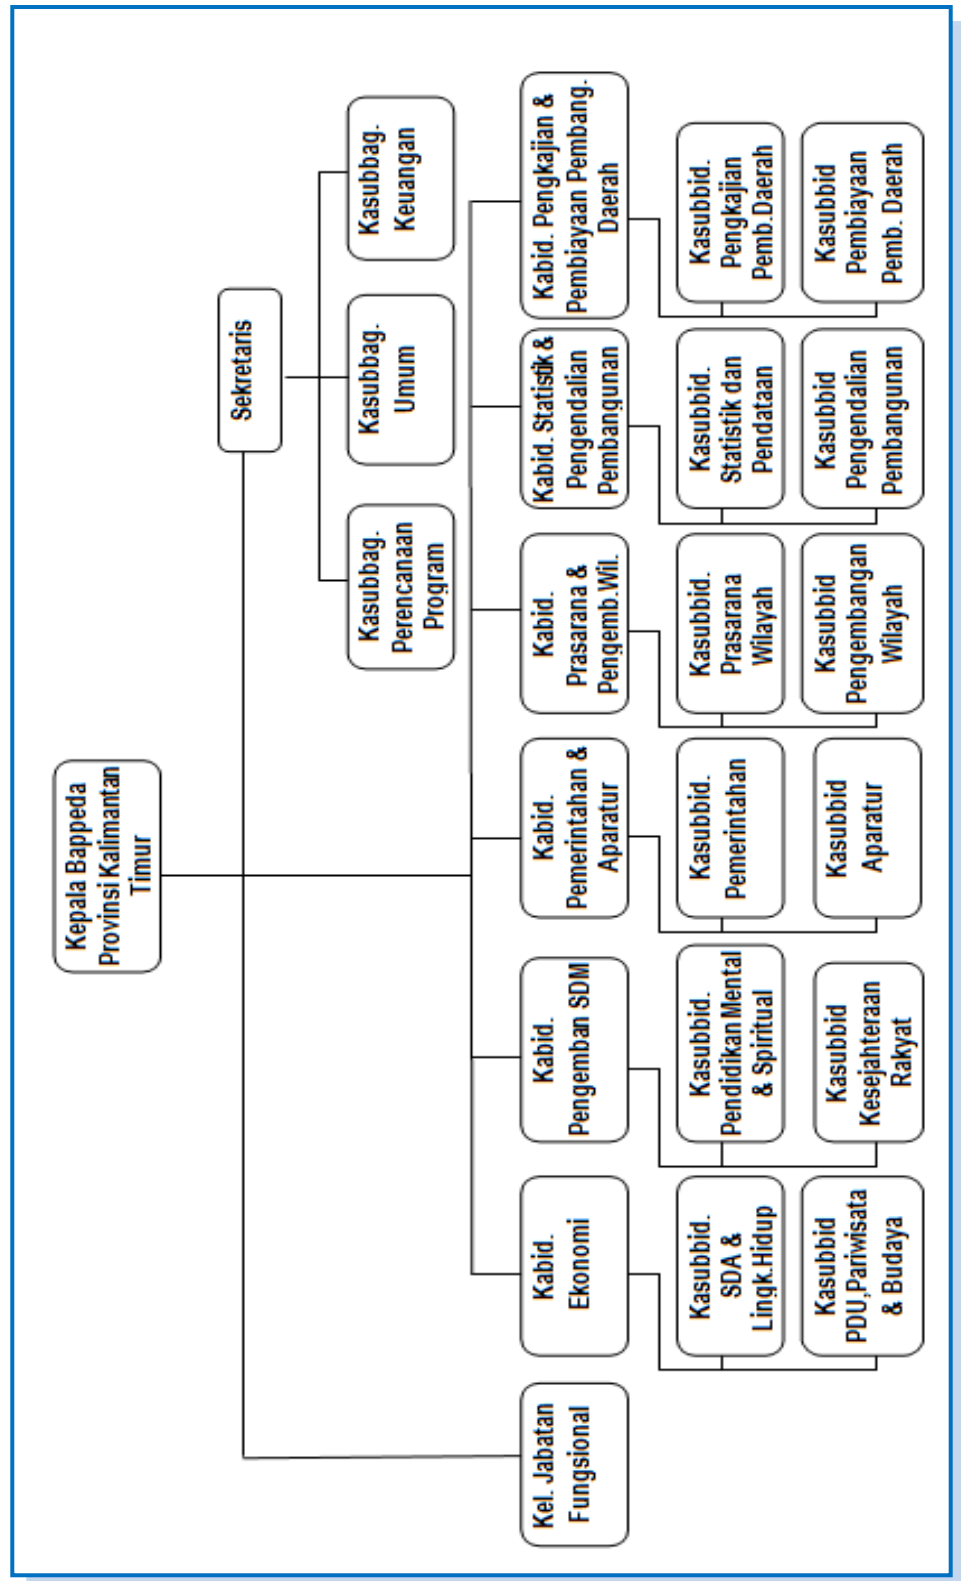 Kepala Bappeda
Provinsi Kalimantan
Timur
Sekretaris
Kasubbag.
Perencanaan
Program
Kasubbag.
Umum
Kasubbag.
Keuangan
Kel. Jabatan
Fungsional
Kabid.
Ekonomi
Kabid.
Pengemban SDM
Kabid.
Pemerintahan &
Aparatur
Kabid.
Prasarana &
Pengemb.Wil.
Kabid. Statistik &
Pengendalian
Pembangunan
Kabid. Pengkajian &
Pembiayaan Pembang.
Daerah
Kasubbid.
SDA &
Lingk.Hidup
Kasubbid.
Pendidikan Mental
& Spiritual
Kasubbid.
Pemerintahan
Kasubbid.
Prasarana
Wilayah
Kasubbid.
Statistik dan
Pendataan
Kasubbid.
Pengkajian
Pemb.Daerah
Kasubbid
PDU,Pariwisata
& Budaya
Kasubbid
Kesejahteraan
Rakyat
Kasubbid
Aparatur
Kasubbid
Pengembangan
Wilayah
Kasubbid
Pengendalian
Pembangunan
Kasubbid
Pembiayaan
Pemb. Daerah